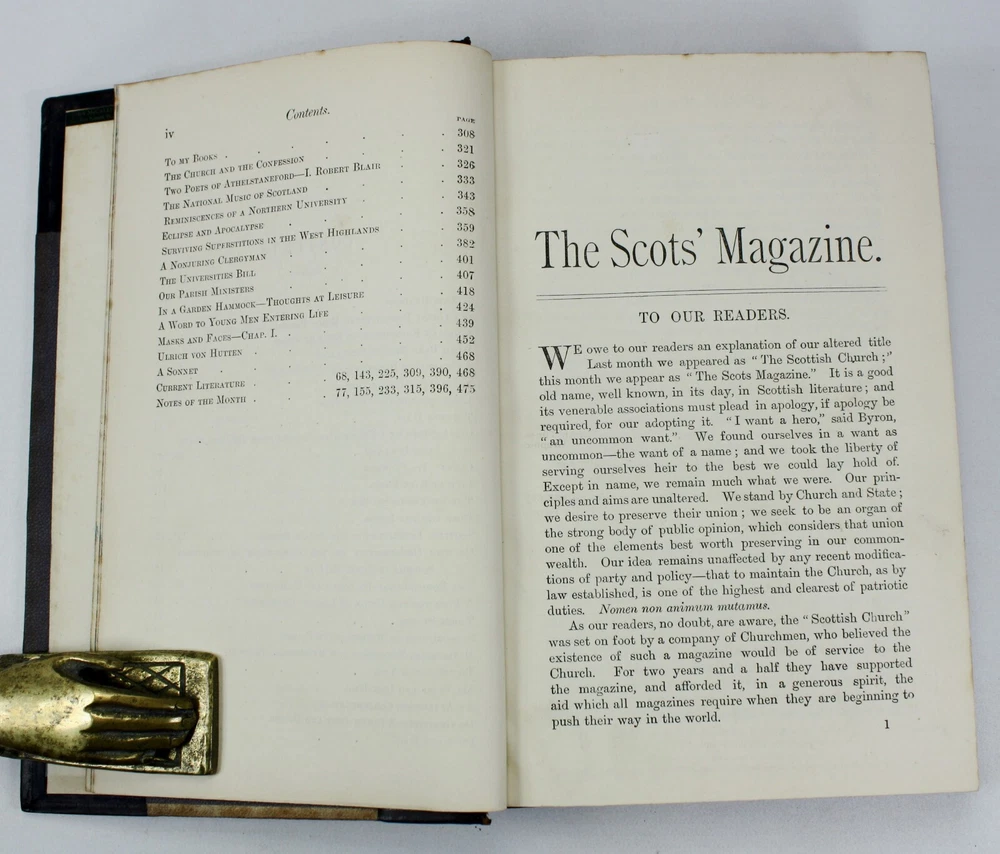 iv Contents.
PAGE
To my Books . . . . . . 308
The Church and the Confession . . . . 321
Two Poets of Athelstaneford—I. Robert Blair . . 326
The National Music of Scotland . . . . 333
Reminiscences of a Northern University . . . 343
Eclipse and Apocalypse . . . . . 358
Surviving Superstitions in the West Highlands . . 359
A Nonjuring Clergyman . . . . . 382
The Universities Bill . . . . . 401
Our Parish Ministers . . . . . 407
In a Garden Hammock—Thoughts at Leisure . . 418
A Word to Young Men Entering Life . . . 424
Masks and Faces—Chap. I. . . . . 439
Ulrich von Hutten . . . . . 452
A Sonnet . . . . . . 468
Current Literature . . . 68, 143, 225, 309, 390, 468
Notes of the Month . . . 77, 155, 233, 315, 396, 475
The Scots' Magazine.
TO OUR READERS.
WE owe to our readers an explanation of our altered title
Last month we appeared as "The Scottish Church;"
this month we appear as "The Scots Magazine." It is a good
old name, well known, in its day, in Scottish literature; and
its venerable associations must plead in apology, if apology be
required, for our adopting it. "I want a hero," said Byron,
"an uncommon want." We found ourselves in a want as
uncommon—the want of a name; and we took the liberty of
serving ourselves heir to the best we could lay hold of.
Except in name, we remain much what we were. Our prin-
ciples and aims are unaltered. We stand by Church and State;
we desire to preserve their union; we seek to be an organ of
the strong body of public opinion, which considers that union
one of the elements best worth preserving in our common-
wealth. Our idea remains unaffected by any recent modifica-
tions of party and policy—that to maintain the Church, as by
law established, is one of the highest and clearest of patriotic
duties. Nomen non animum mutamus.
As our readers, no doubt, are aware, the "Scottish Church"
was set on foot by a company of Churchmen, who believed the
existence of such a magazine would be of service to the
Church. For two years and a half they have supported
the magazine, and afforded it, in a generous spirit, the
aid which all magazines require when they are beginning to
push their way in the world.
1